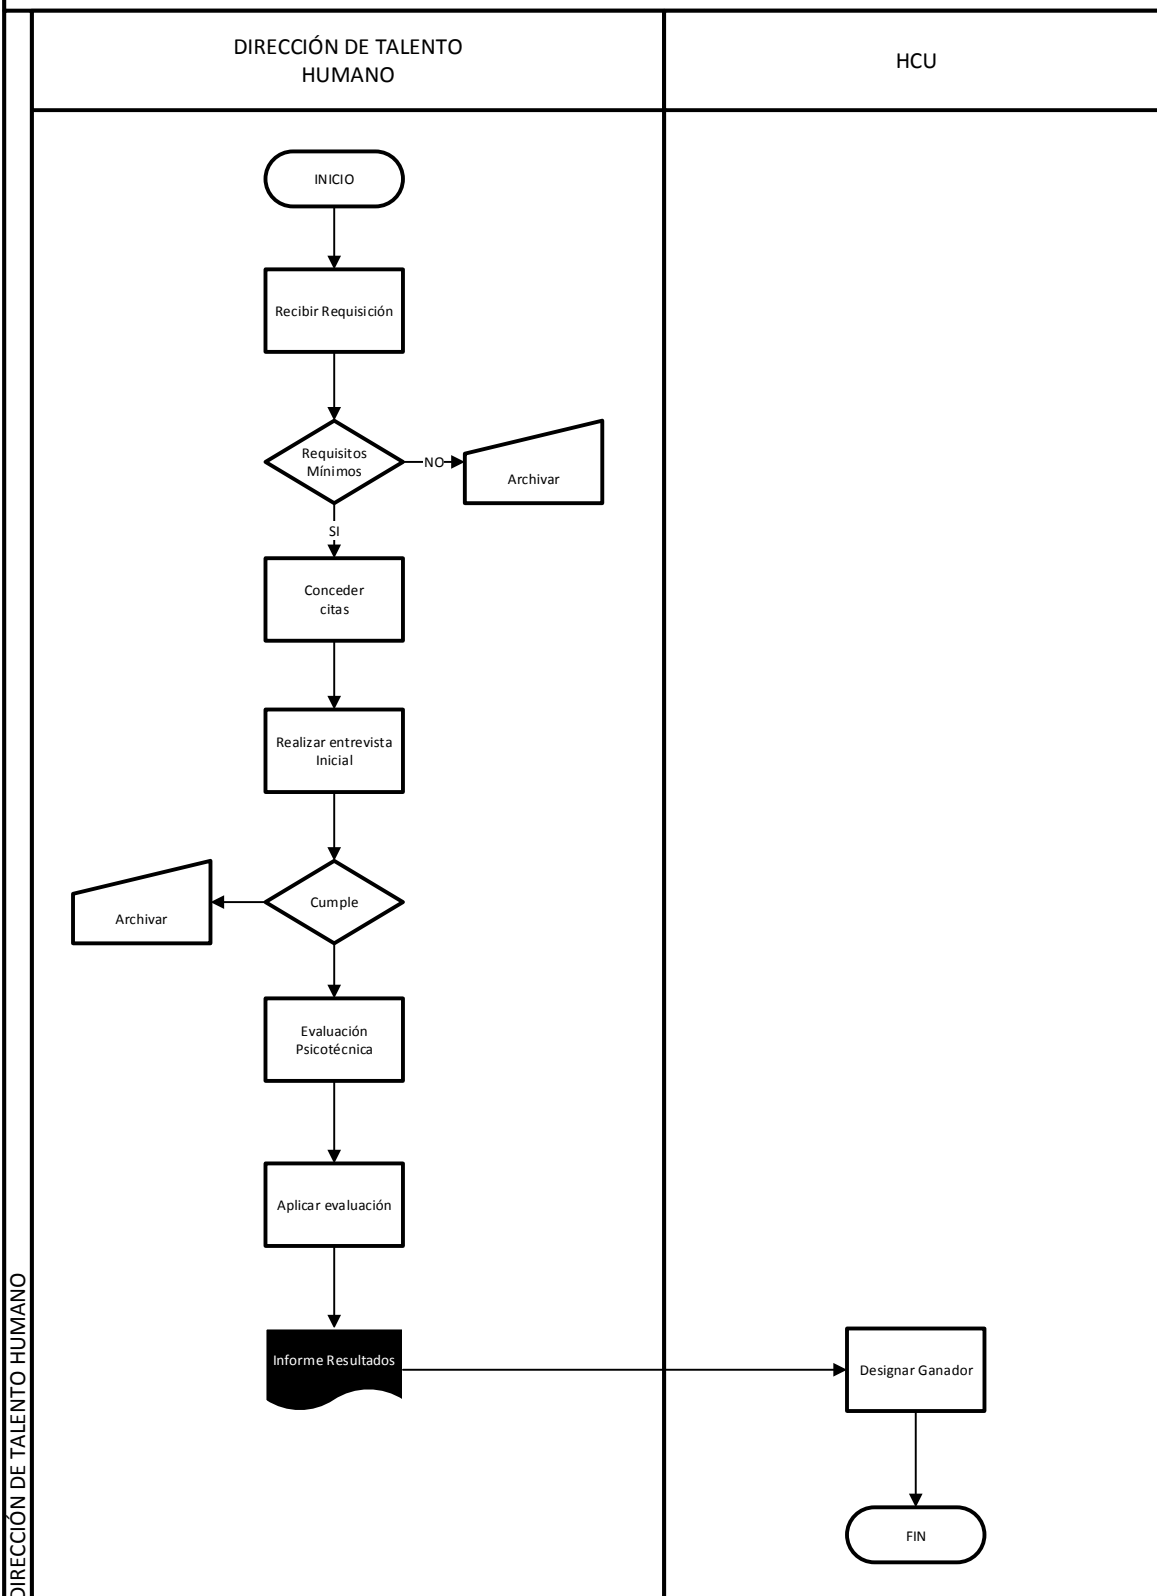 DIRECCIÓN DE TALENTO
HUMANO
HCU
INICIO
Recibir Requisición
Requisitos
Mínimos
NO
Archivar
SI
Conceder
citas
Realizar entrevista
Inicial
Cumple
Archivar
Evaluación
Psicotécnica
Aplicar evaluación
Informe Resultados
Designar Ganador
FIN
DIRECCIÓN DE TALENTO HUMANO